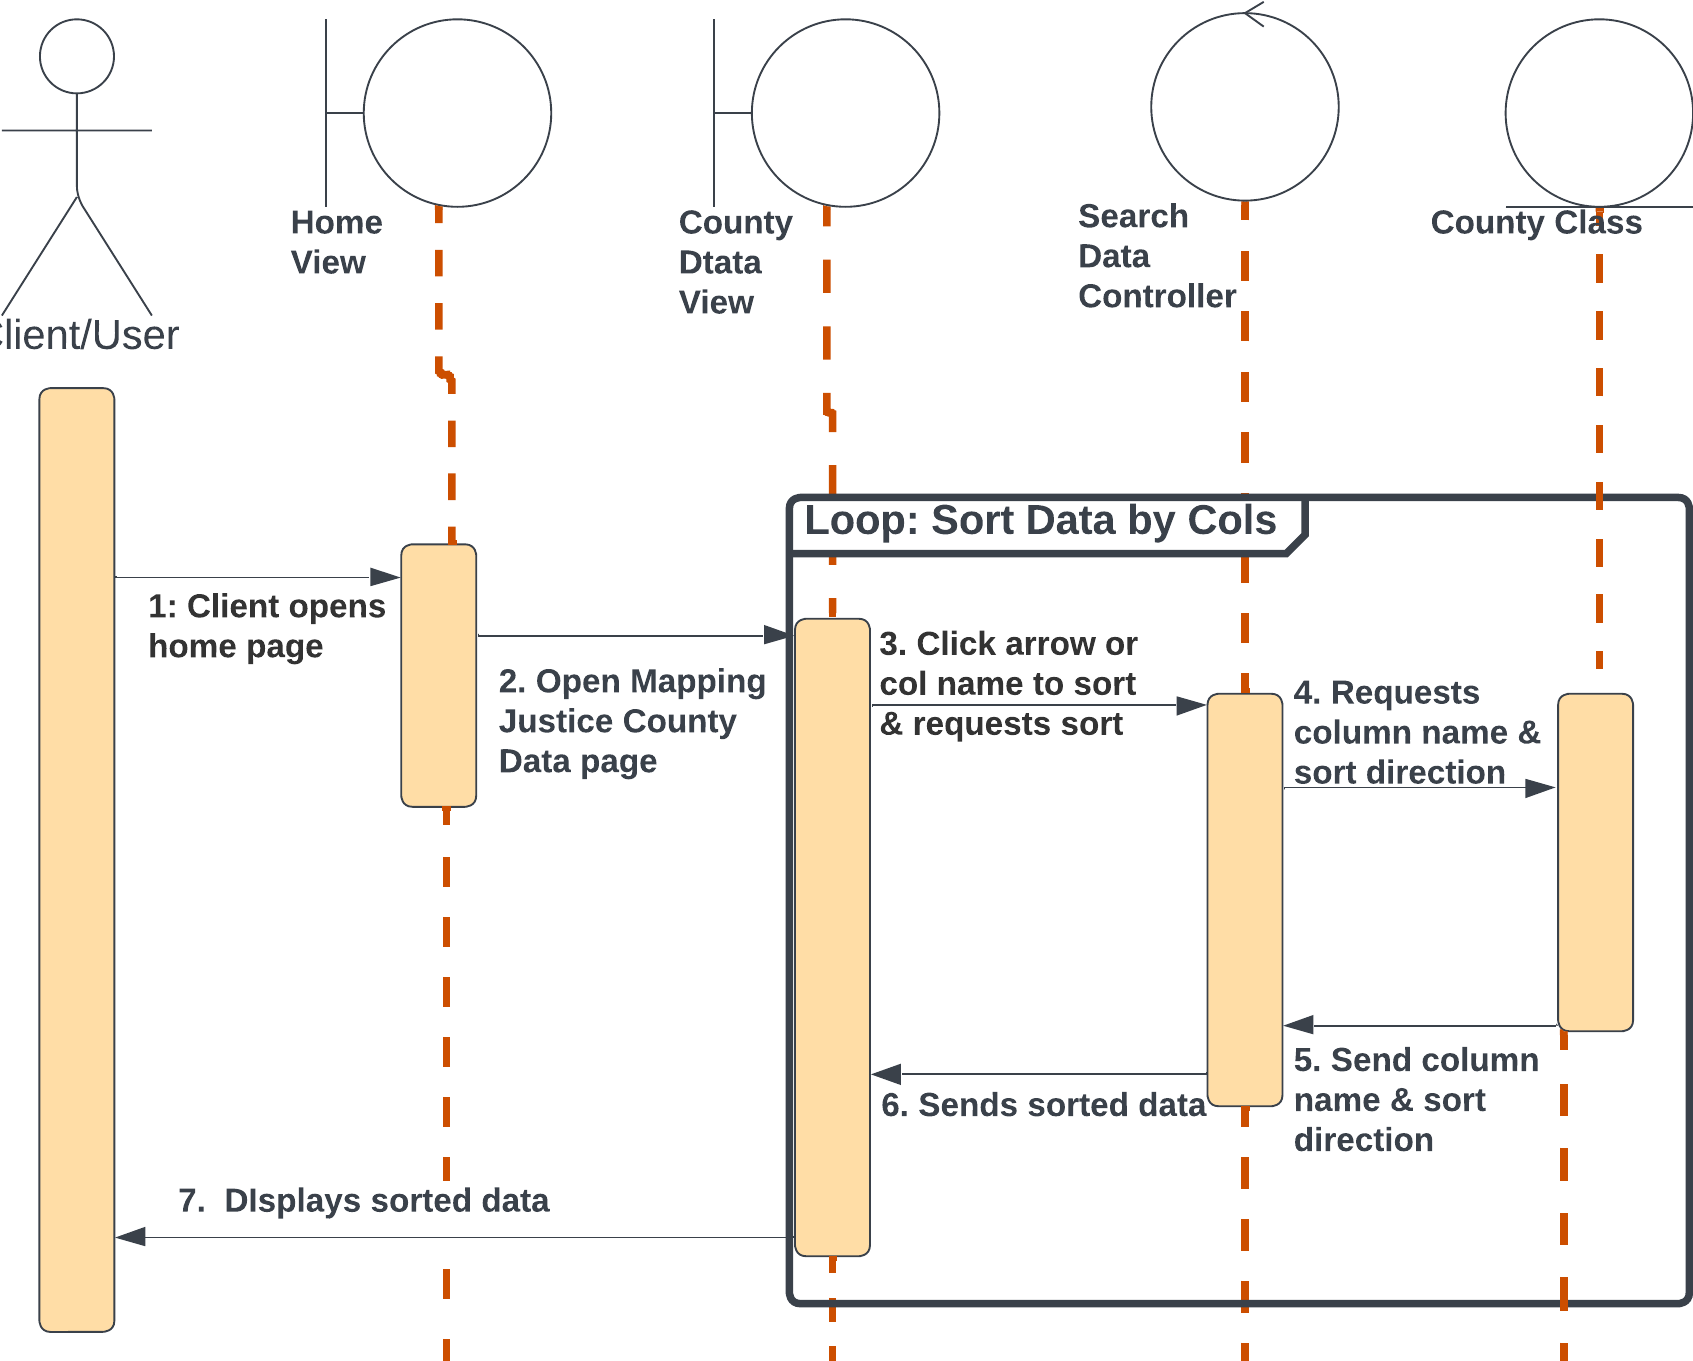 Home
View
County
Dtata
View
Search
Data
Controller
County Class
Client/User
Loop: Sort Data by Cols
1: Client opens
home page
2. Open Mapping
Justice County
Data page
3. Click arrow or
col name to sort
& requests sort
4. Requests
column name &
sort direction
5. Send column
name & sort
direction
6. Sends sorted data
7.  DIsplays sorted data